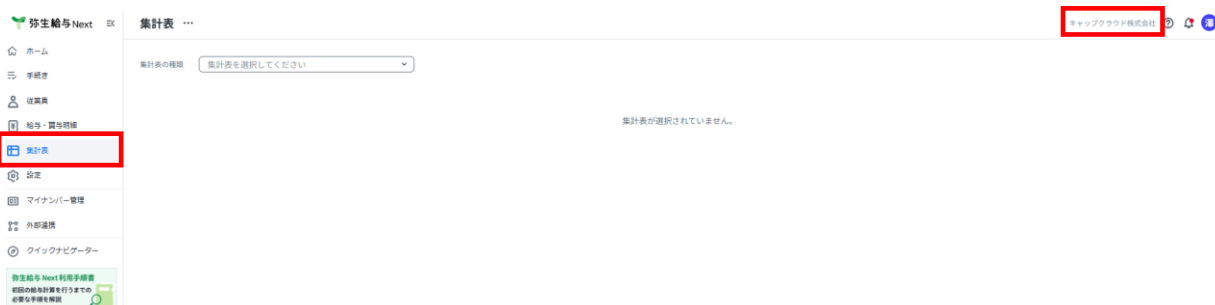 弥生給与 Next
集計表 …
キャップクラウド株式会社
澤
ホーム
手続き
従業員
給与・賞与明細
集計表
設定
マイナンバー管理
外部連携
クイックナビゲーター
集計表の種類
集計表を選択してください
集計表が選択されていません。
弥生給与 Next 利用手順書
初回の給与計算を行うまでの
必要な手順を解説